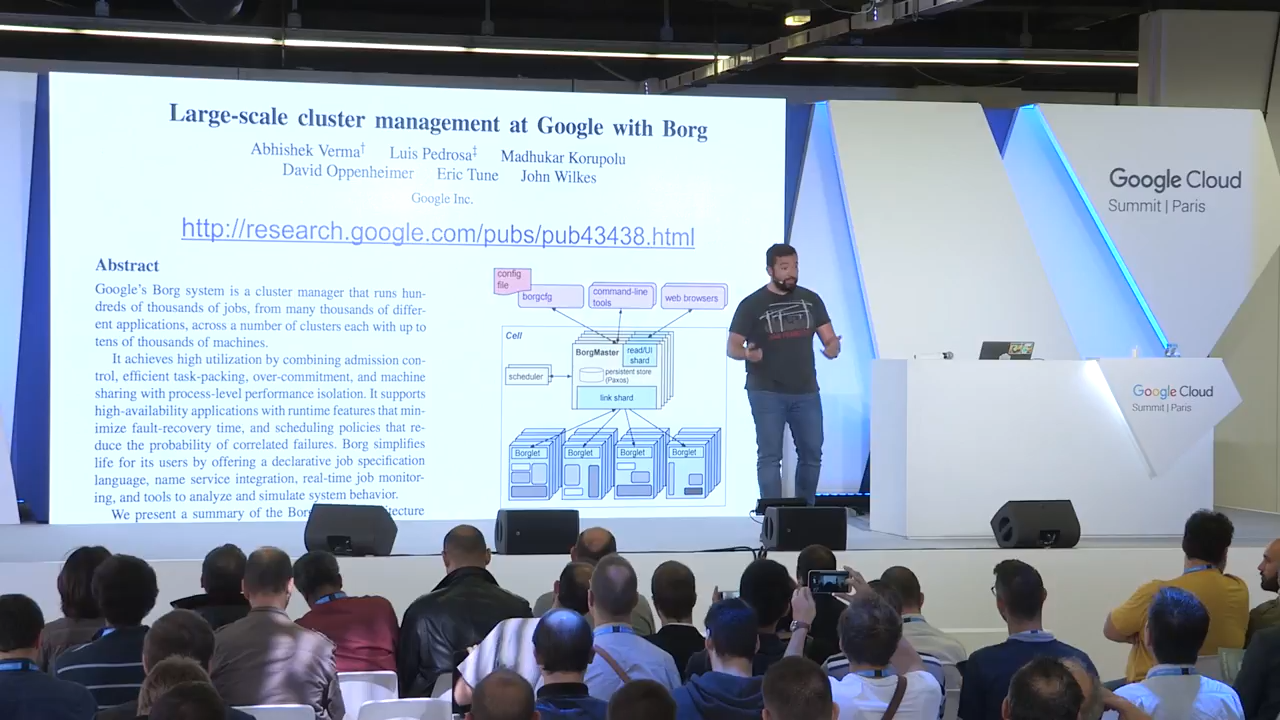 Large-scale cluster management at Google with Borg
Abhishek Verma† Luis Pedrosa‡ Madhukar Korupolu
David Oppenheimer Eric Tune John Wilkes
Google Inc.
http://research.google.com/pubs/pub43438.html
Abstract
Google's Borg system is a cluster manager that runs hun-
dreds of thousands of jobs, from many thousands of differ-
ent applications, across a number of clusters each with up to
tens of thousands of machines.
It achieves high utilization by combining admission con-
trol, efficient task-packing, over-commitment, and machine
sharing with process-level performance isolation. It supports
high-availability applications with runtime features that min-
imize fault-recovery time, and scheduling policies that re-
duce the probability of correlated failures. Borg simplifies
life for its users by offering a declarative job specification
language, name service integration, real-time job monitor-
ing, and tools to analyze and simulate system behavior.
We present a summary of the Bor
itecture
config
file
borgcfg
command-line
tools
web browsers
Cell
BorgMaster
read/UI
shard
persistent store
(Paxos)
scheduler
link shard
Borglet
Borglet
Borglet
Borglet
Google Cloud
Summit | Paris
Google Cloud
Summit | Paris